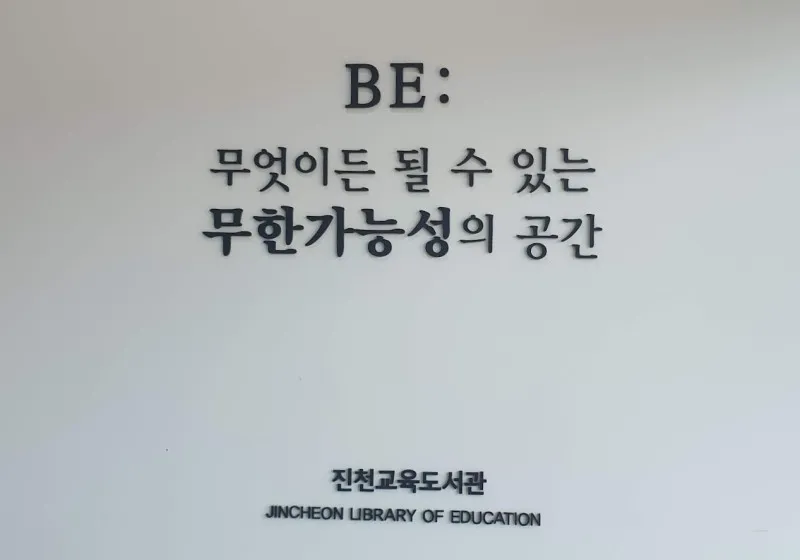 BE:
무엇이든 될 수 있는
무한가능성의 공간
진천교육도서관
JINCHEON LIBRARY OF EDUCATION